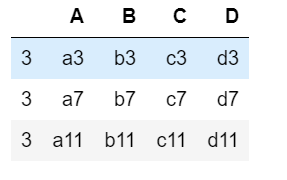 A B C D
3 a3 b3 c3 d3
3 a7 b7 c7 d7
3 a11 b11 c11 d11